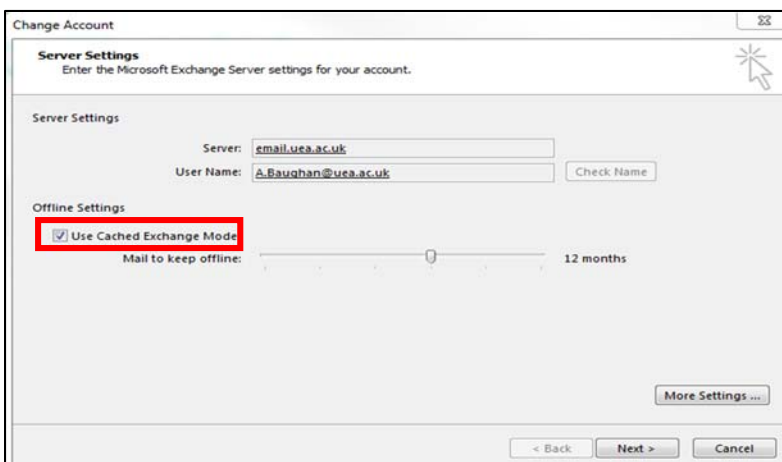 Change Account
Server Settings
Enter the Microsoft Exchange Server settings for your account.
Server Settings
Server: email.uea.ac.uk
User Name: A.Baughan@uea.ac.uk Check Name
Offline Settings
Use Cached Exchange Mode
Mail to keep offline: 12 months
More Settings ...
< Back Next > Cancel